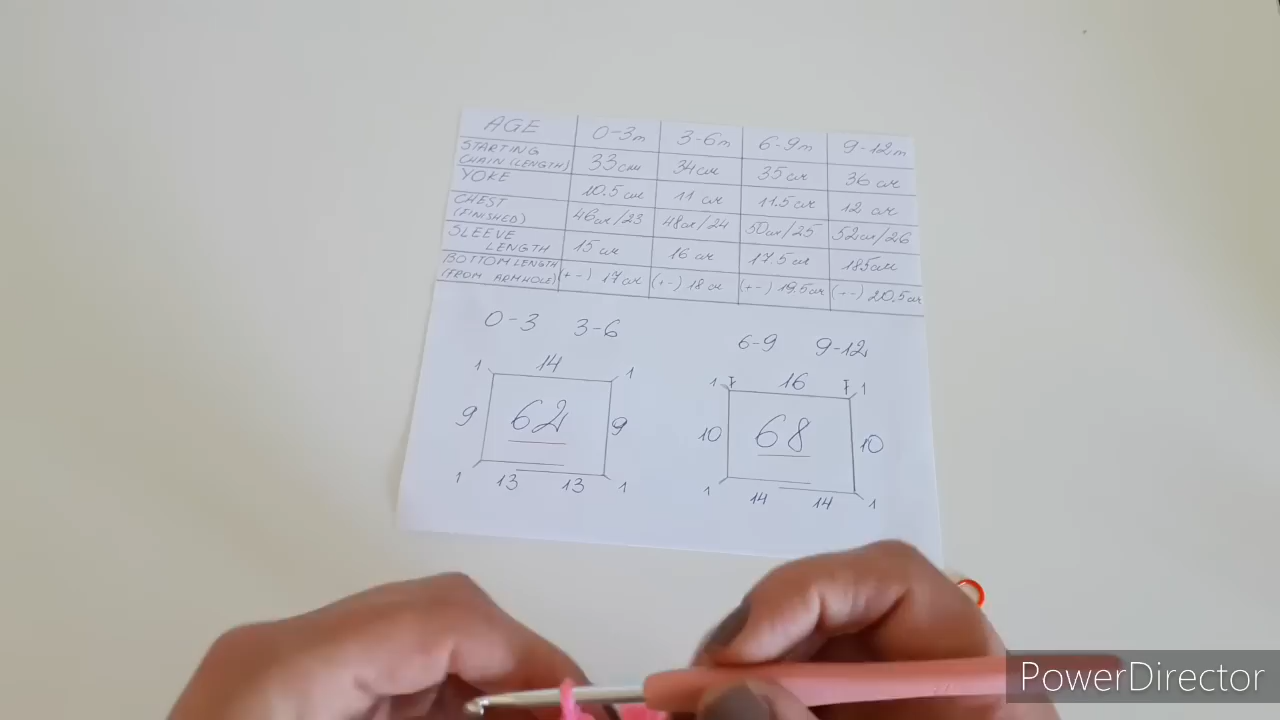 AGE 0-3m 3-6m 6-9m 9-12m
STARTING CHAIN (LENGTH) 33cm 34cm 35cm 36cm
YOKE 10.5cm 11cm 11.5cm 12cm
CHEST (FINISHED) 46cm/23 48cm/24 50cm/25 52cm/26
SLEEVE LENGTH 15cm 16cm 17.5cm 185cm
BOTTOM LENGTH (FROM ARMHOLE) (+-) 17cm (+-) 18cm (+-) 19.5cm (+-) 20.5cm
0-3 3-6
6-9 9-12
1 14 1
9 62 9
1 13 13 1
1 16 1
10 68 10
1 14 14 1
PowerDirector